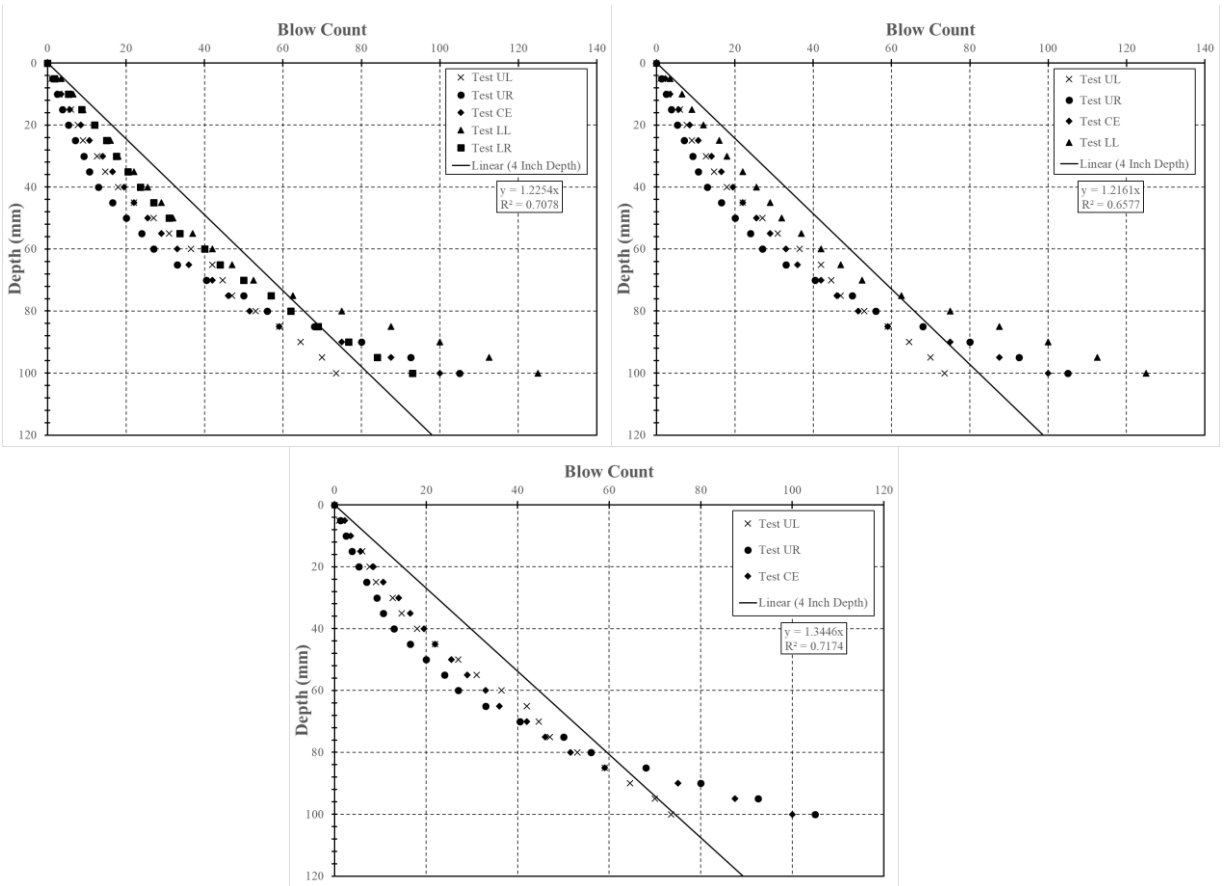 Blow Count
0 20 40 60 80 100 120 140
0
20
40
60
80
100
120
Depth (mm)
Test UL
Test UR
Test CE
Test LL
Test LR
Linear (4 Inch Depth)
y = 1.2254x
R² = 0.7078
Blow Count
0 20 40 60 80 100 120 140
0
20
40
60
80
100
120
Depth (mm)
Test UL
Test UR
Test CE
Test LL
Linear (4 Inch Depth)
y = 1.2161x
R² = 0.6577
Blow Count
0 20 40 60 80 100 120
0
20
40
60
80
100
120
Depth (mm)
Test UL
Test UR
Test CE
Linear (4 Inch Depth)
y = 1.3446x
R² = 0.7174